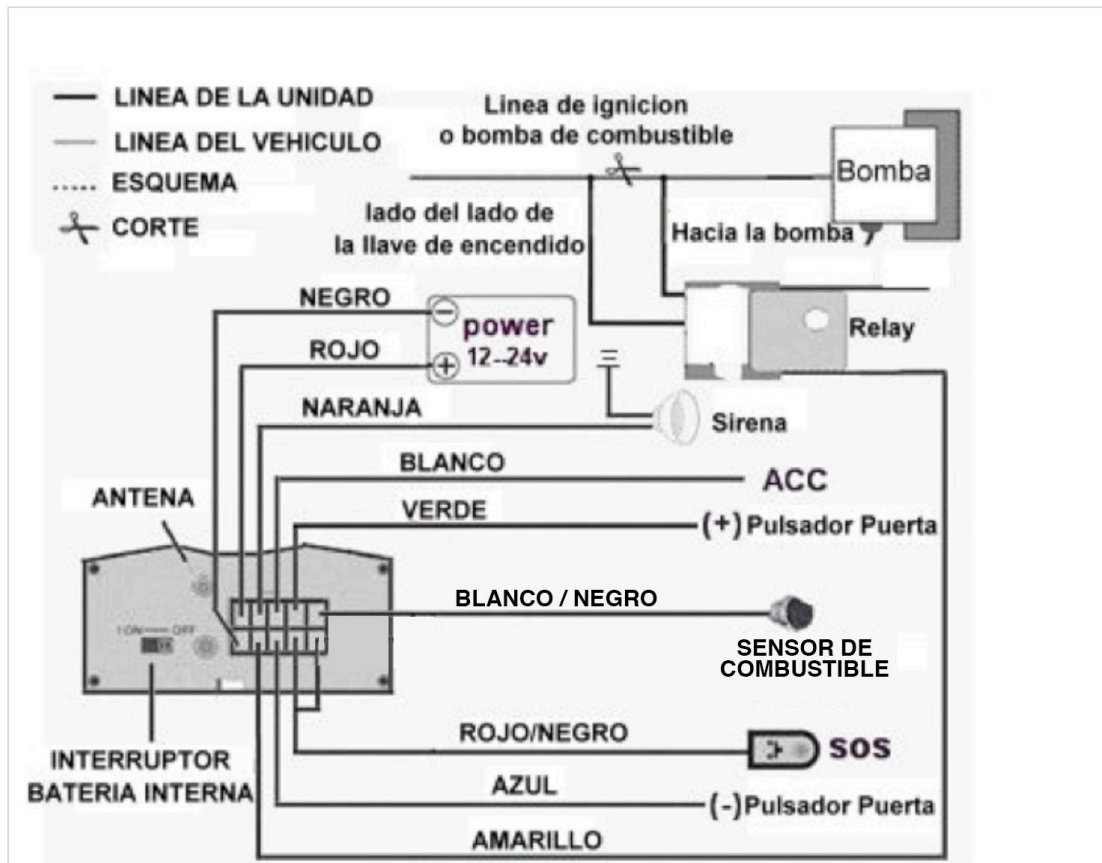 LINEA DE LA UNIDAD
LINEA DEL VEHICULO
ESQUEMA
CORTE
Linea de ignicion
o bomba de combustible
Bomba
lado del lado de
la llave de encendido
Hacia la bomba
NEGRO
power
12--24v
ROJO
Relay
NARANJA
Sirena
BLANCO
ACC
ANTENA
VERDE
(+) Pulsador Puerta
BLANCO / NEGRO
ON OFF
SENSOR DE
COMBUSTIBLE
ROJO/NEGRO
SOS
INTERRUPTOR
BATERIA INTERNA
AZUL
(-) Pulsador Puerta
AMARILLO